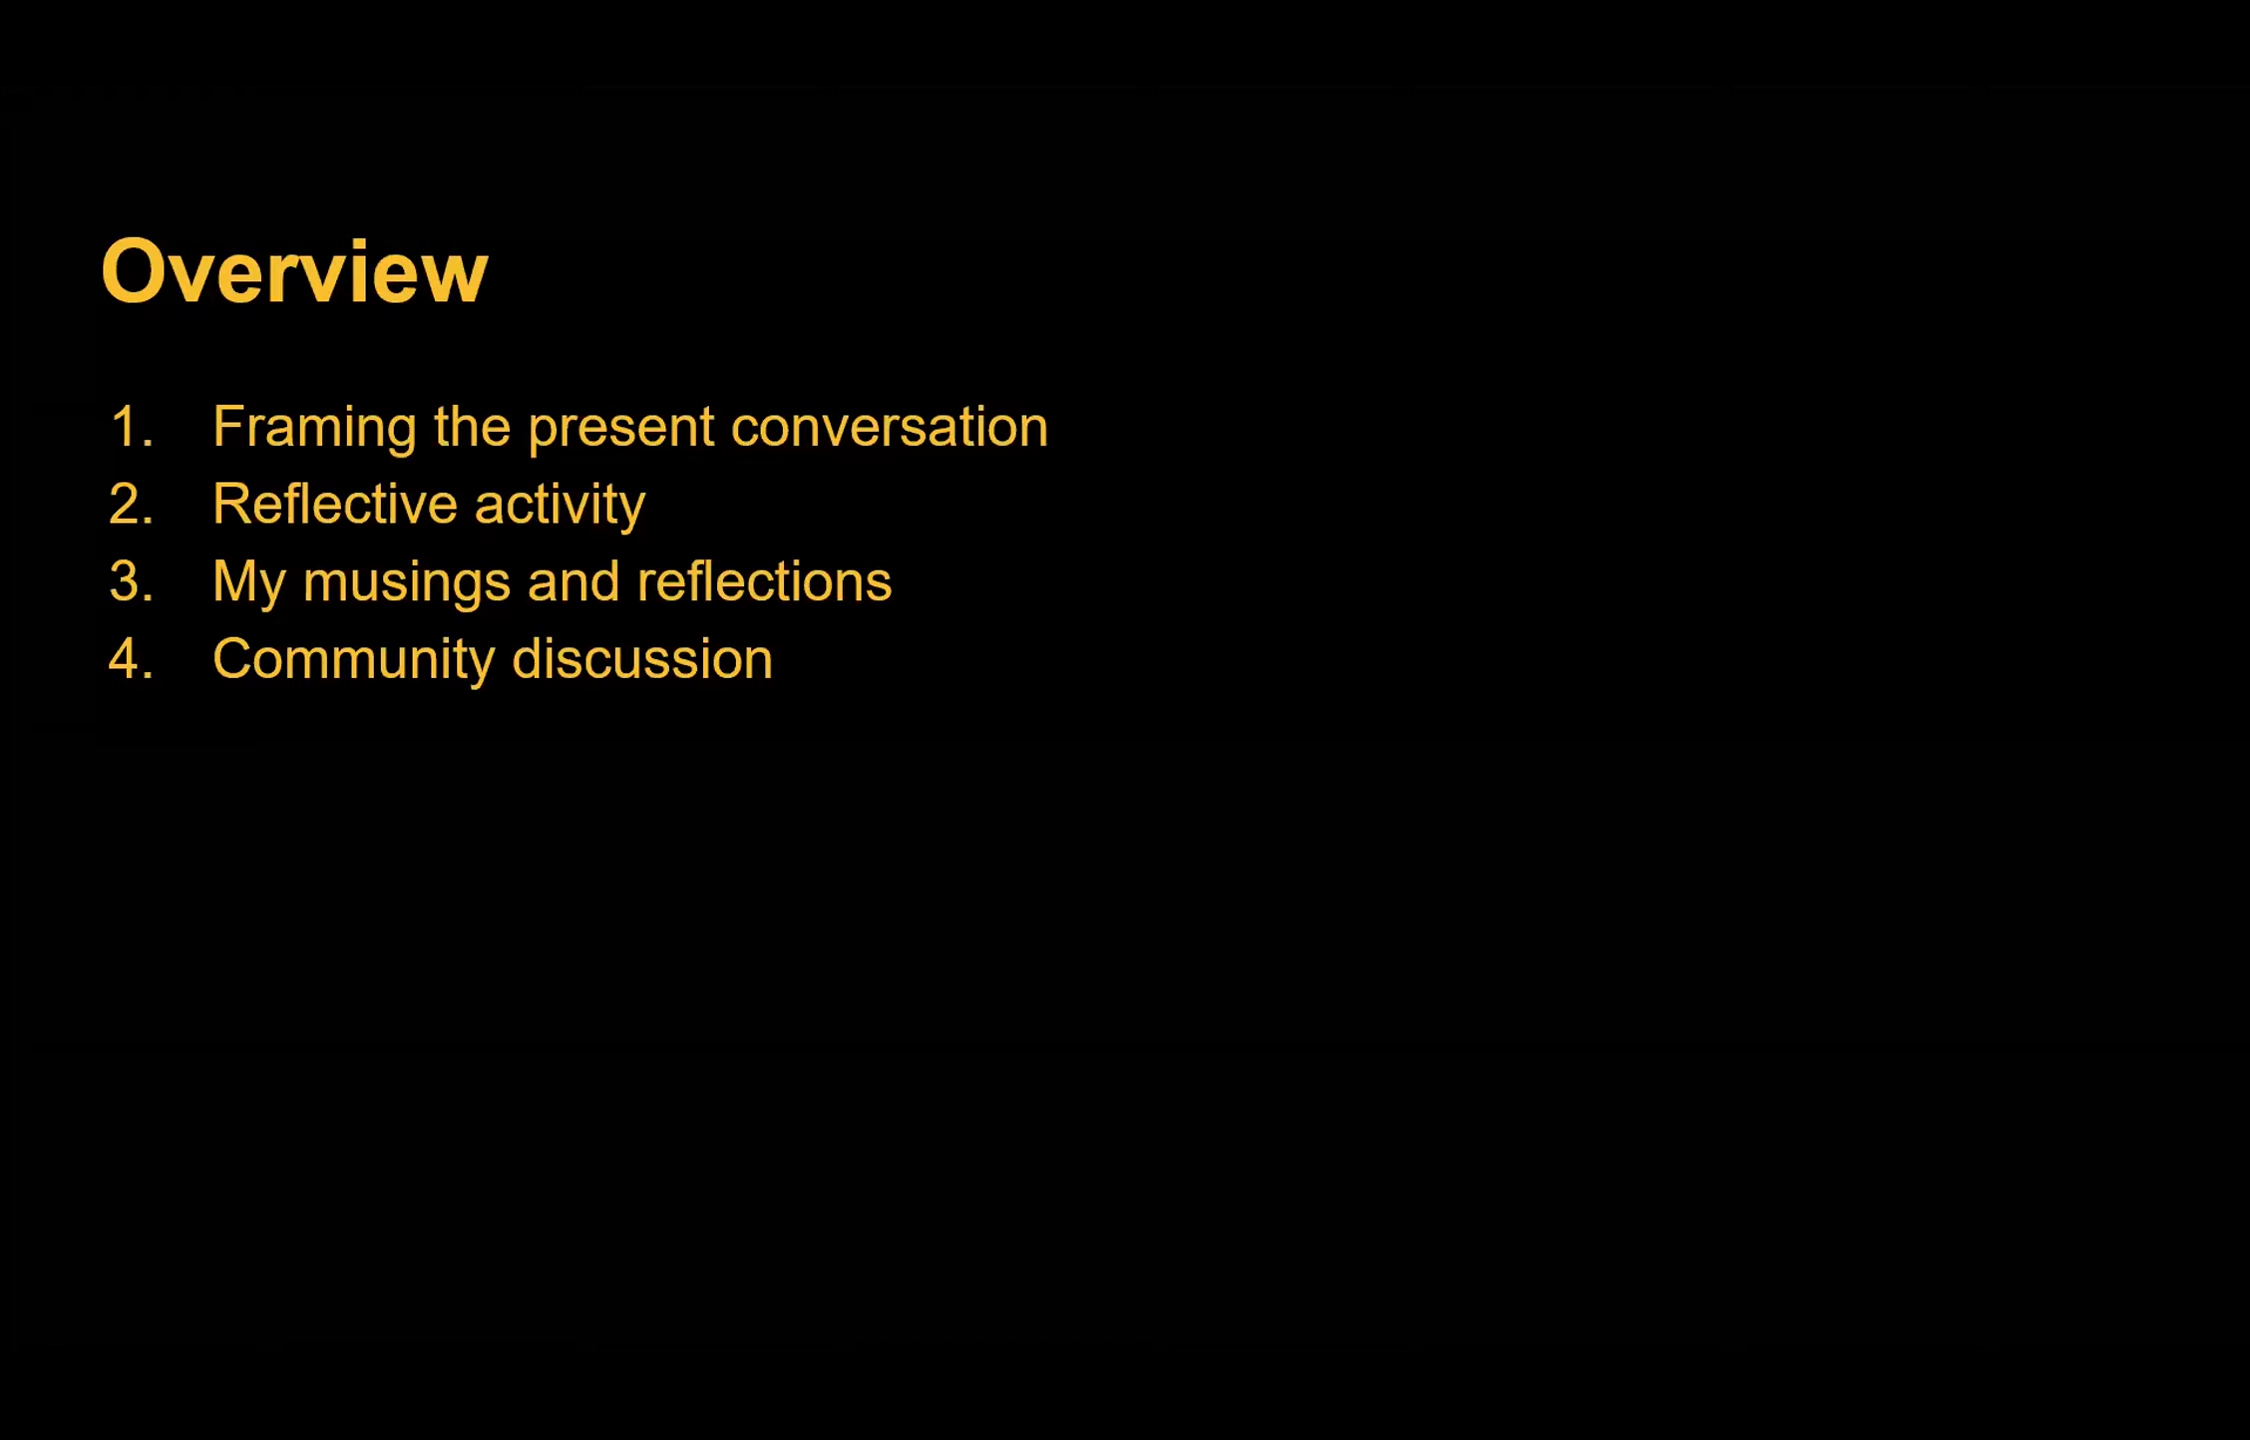 Overview
1. Framing the present conversation
2. Reflective activity
3. My musings and reflections
4. Community discussion